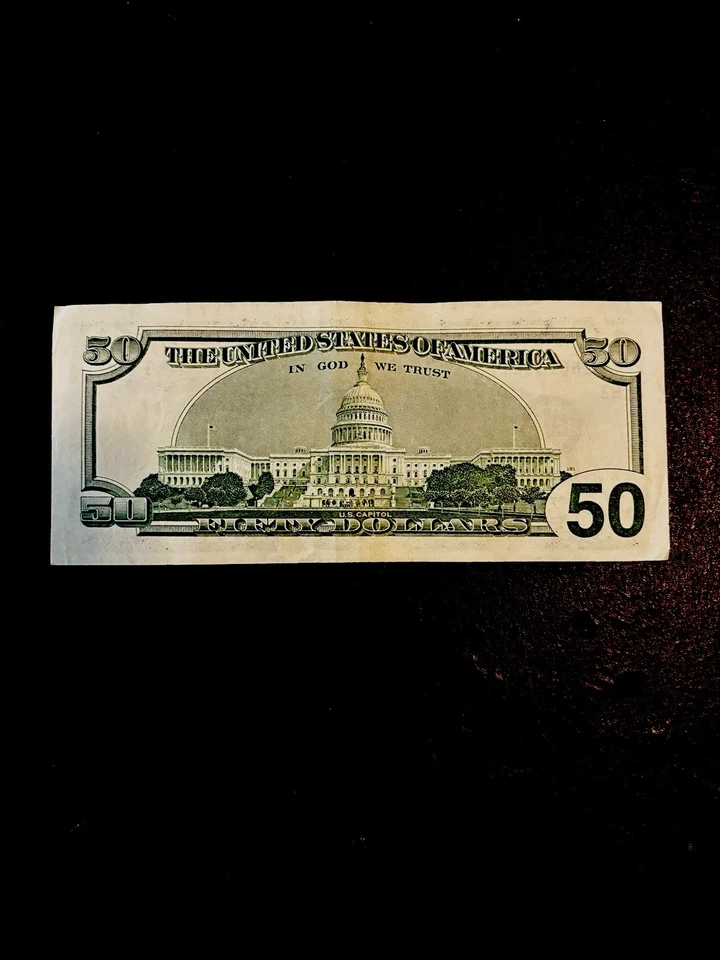 50 THE UNITED STATES OF AMERICA 50
IN GOD WE TRUST
U.S. CAPITOL
50 FIFTY DOLLARS 50